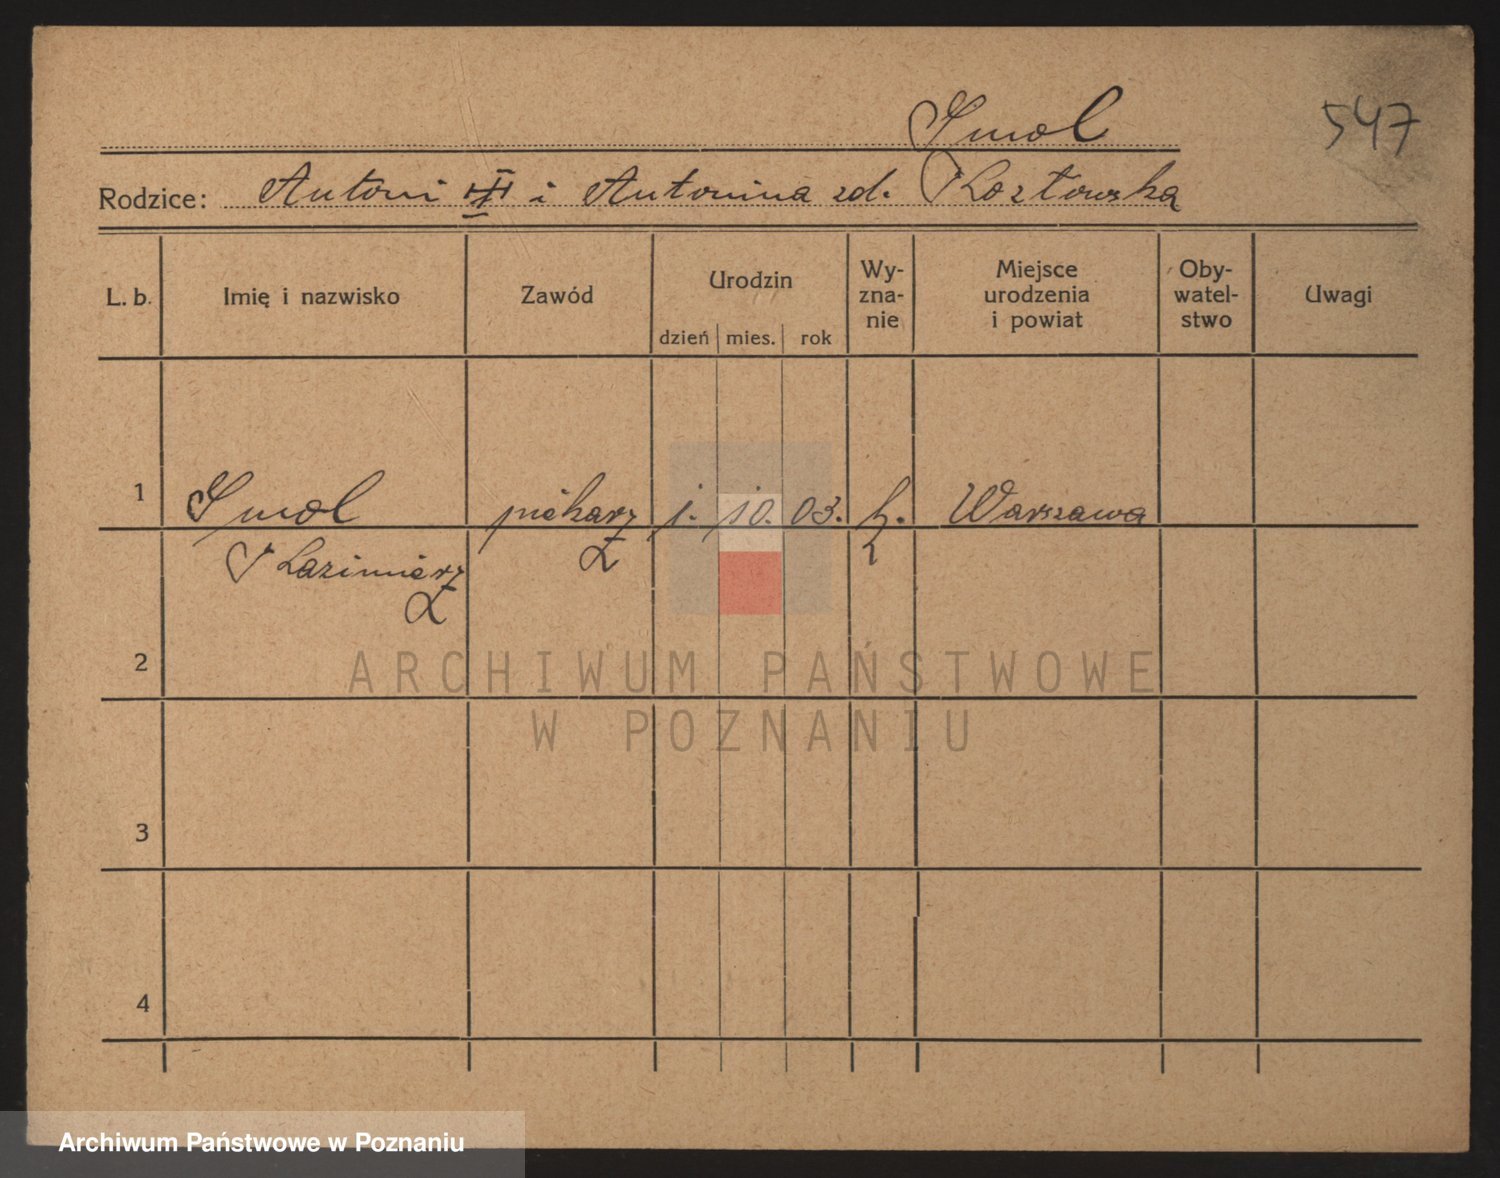 Smol
547
Rodzice: Antoni i Antonina zd. Kozłowska
L. b. Imię i nazwisko Zawód Urodzin Wy-zna-nie Miejsce urodzenia i powiat Oby-watel-stwo Uwagi
dzień mies. rok
1 Smol piekarz 1. 10. 03. k. Warszawa
Kazimierz
2
ARCHIWUM PAŃSTWOWE
W POZNANIU
3
4
Archiwum Państwowe w Poznaniu